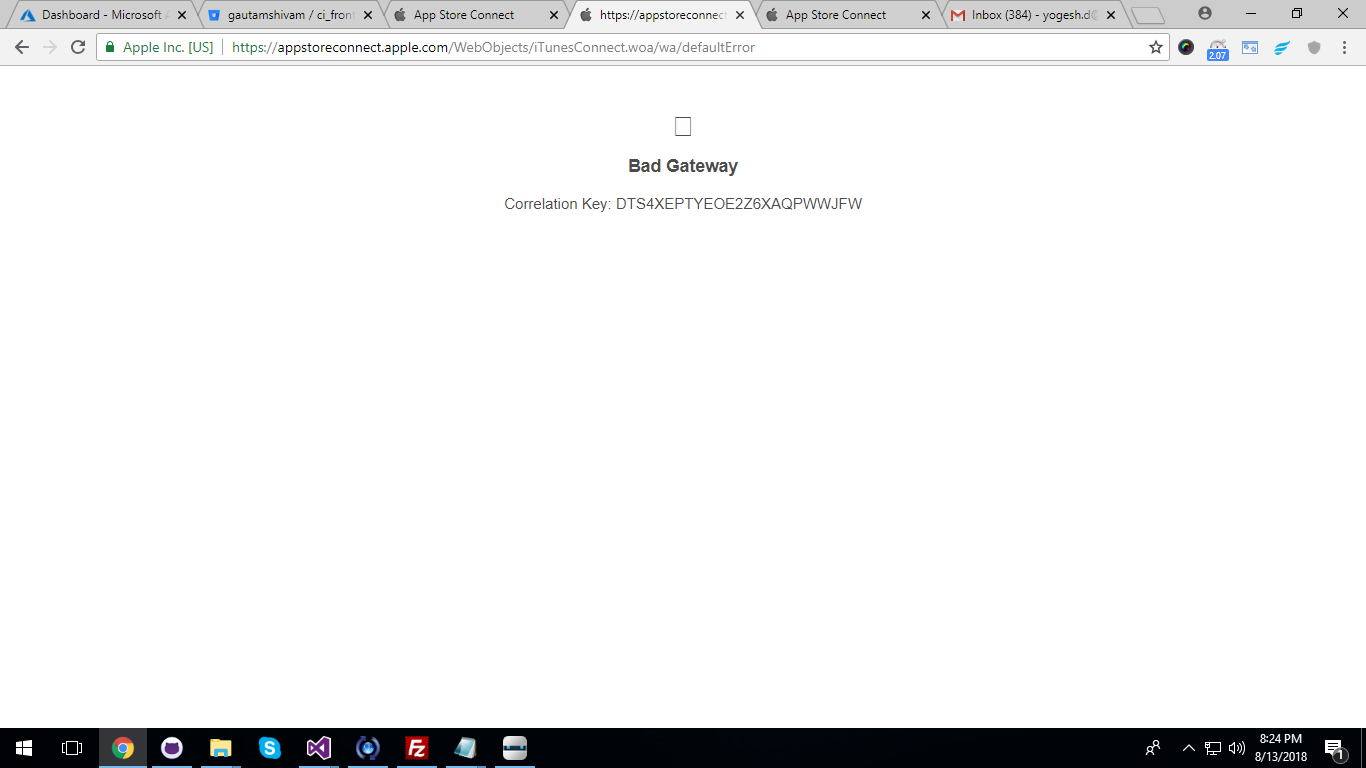 Dashboard - Microsoft A
gautamshivam / ci_fron
App Store Connect
https://appstoreconnect
App Store Connect
Inbox (384) - yogesh.d@
Apple Inc. [US]
https://appstoreconnect.apple.com/WebObjects/iTunesConnect.woa/wa/defaultError
2.07
Bad Gateway
Correlation Key: DTS4XEPTYEOE2Z6XAQPWWJFW
Fz
8:24 PM
8/13/2018
1